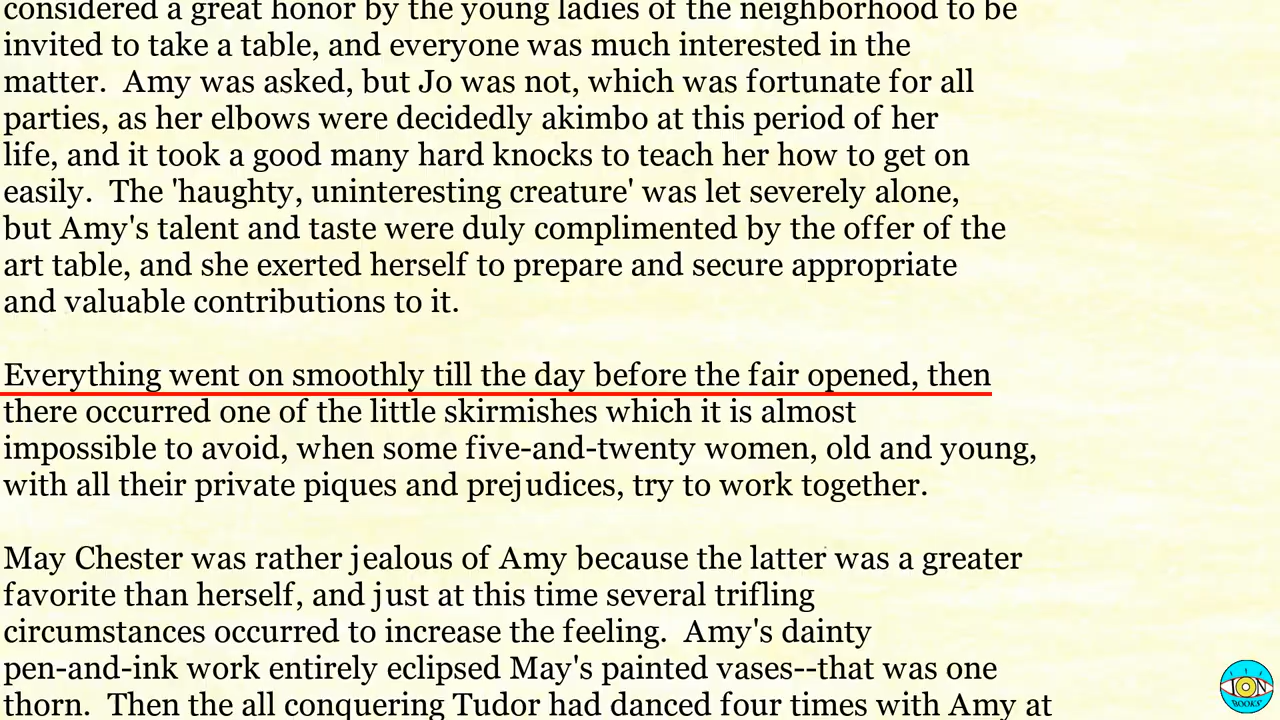 considered a great honor by the young ladies of the neighborhood to be
invited to take a table, and everyone was much interested in the
matter.  Amy was asked, but Jo was not, which was fortunate for all
parties, as her elbows were decidedly akimbo at this period of her
life, and it took a good many hard knocks to teach her how to get on
easily.  The 'haughty, uninteresting creature' was let severely alone,
but Amy's talent and taste were duly complimented by the offer of the
art table, and she exerted herself to prepare and secure appropriate
and valuable contributions to it.
Everything went on smoothly till the day before the fair opened, then
there occurred one of the little skirmishes which it is almost
impossible to avoid, when some five-and-twenty women, old and young,
with all their private piques and prejudices, try to work together.
May Chester was rather jealous of Amy because the latter was a greater
favorite than herself, and just at this time several trifling
circumstances occurred to increase the feeling.  Amy's dainty
pen-and-ink work entirely eclipsed May's painted vases--that was one
thorn.  Then the all conquering Tudor had danced four times with Amy at
ION
BOOKS